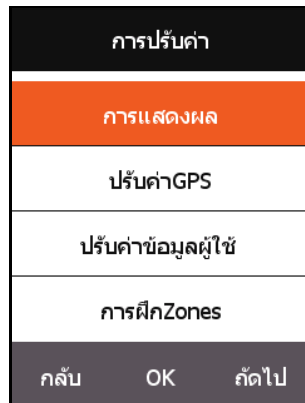 การปรับค่า
การแสดงผล
ปรับค่าGPS
ปรับค่าข้อมูลผู้ใช้
การฝึกZones
กลับ OK ถัดไป